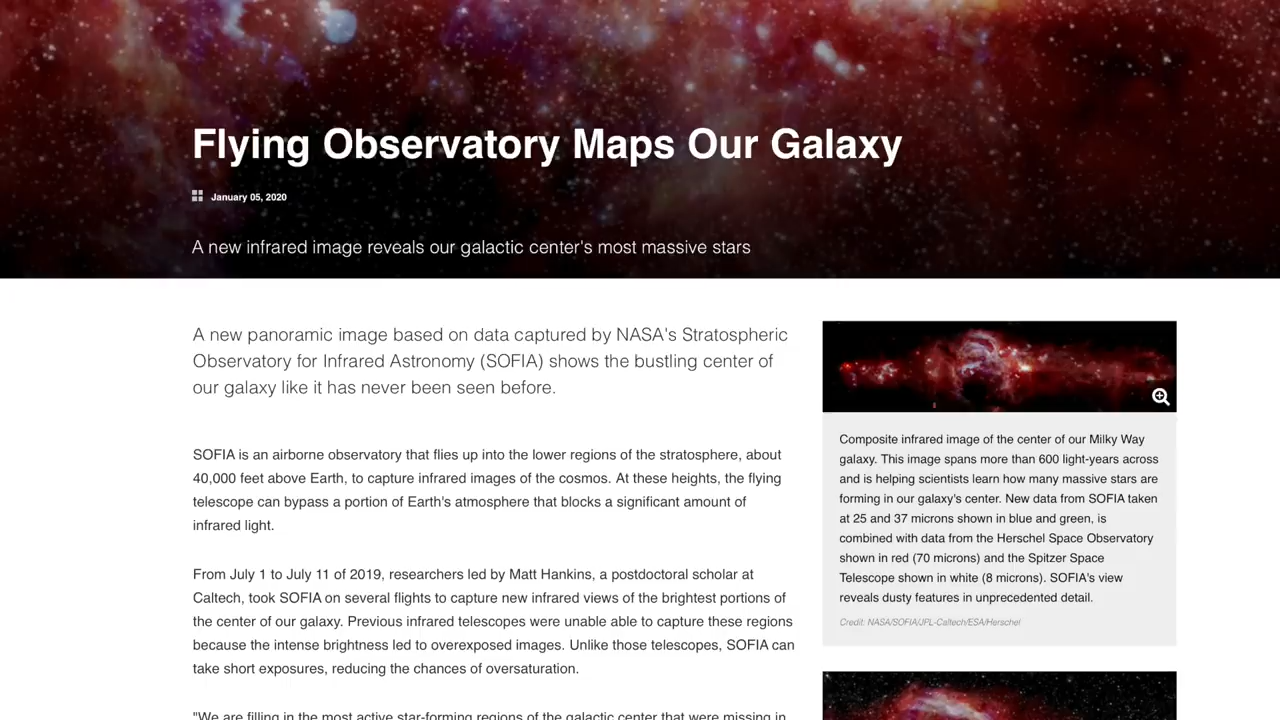 Flying Observatory Maps Our Galaxy
January 05, 2020
A new infrared image reveals our galactic center's most massive stars
A new panoramic image based on data captured by NASA's Stratospheric
Observatory for Infrared Astronomy (SOFIA) shows the bustling center of
our galaxy like it has never been seen before.
SOFIA is an airborne observatory that flies up into the lower regions of the stratosphere, about
40,000 feet above Earth, to capture infrared images of the cosmos. At these heights, the flying
telescope can bypass a portion of Earth's atmosphere that blocks a significant amount of
infrared light.
From July 1 to July 11 of 2019, researchers led by Matt Hankins, a postdoctoral scholar at
Caltech, took SOFIA on several flights to capture new infrared views of the brightest portions of
the center of our galaxy. Previous infrared telescopes were unable able to capture these regions
because the intense brightness led to overexposed images. Unlike those telescopes, SOFIA can
take short exposures, reducing the chances of oversaturation.
"We are filling in the most active star-forming regions of the galactic center that were missing in
Composite infrared image of the center of our Milky Way
galaxy. This image spans more than 600 light-years across
and is helping scientists learn how many massive stars are
forming in our galaxy's center. New data from SOFIA taken
at 25 and 37 microns shown in blue and green, is
combined with data from the Herschel Space Observatory
shown in red (70 microns) and the Spitzer Space
Telescope shown in white (8 microns). SOFIA's view
reveals dusty features in unprecedented detail.
Credit: NASA/SOFIA/JPL-Caltech/ESA/Herschel